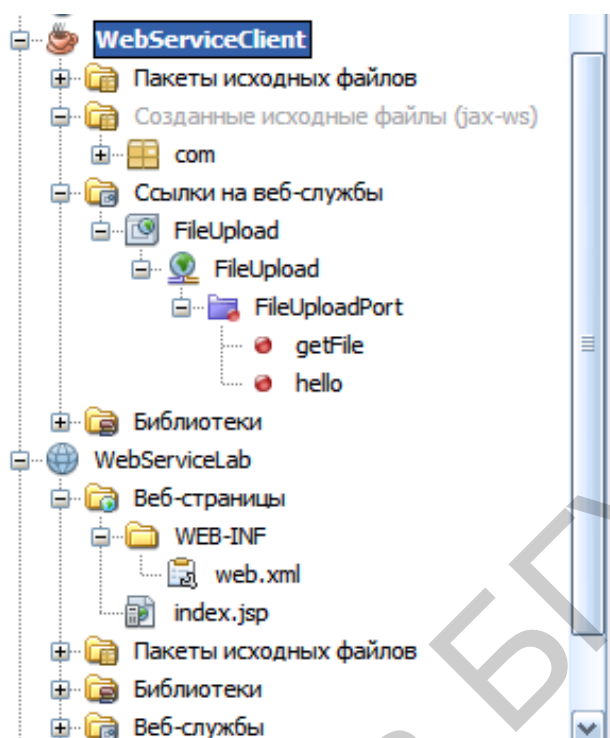 WebServiceClient
Пакеты исходных файлов
Созданные исходные файлы (jax-ws)
com
Ссылки на веб-службы
FileUpload
FileUpload
FileUploadPort
getFile
hello
Библиотеки
WebServiceLab
Веб-страницы
WEB-INF
web.xml
index.jsp
Пакеты исходных файлов
Библиотеки
Веб-службы